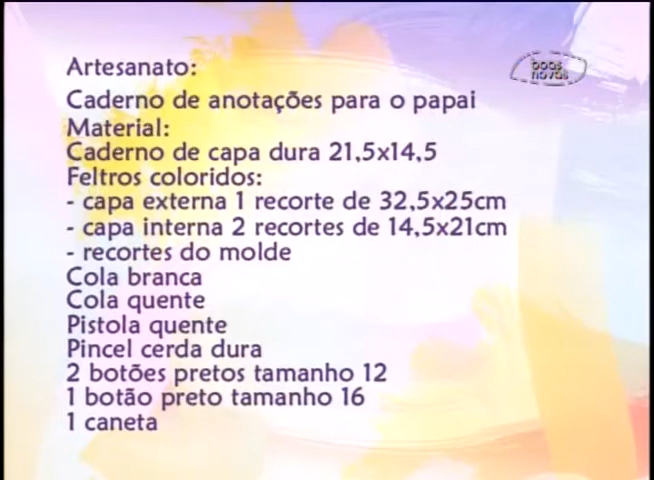 Artesanato:
boas
novas
Caderno de anotações para o papai
Material:
Caderno de capa dura 21,5x14,5
Feltros coloridos:
- capa externa 1 recorte de 32,5x25cm
- capa interna 2 recortes de 14,5x21cm
- recortes do molde
Cola branca
Cola quente
Pistola quente
Pincel cerda dura
2 botões pretos tamanho 12
1 botão preto tamanho 16
1 caneta